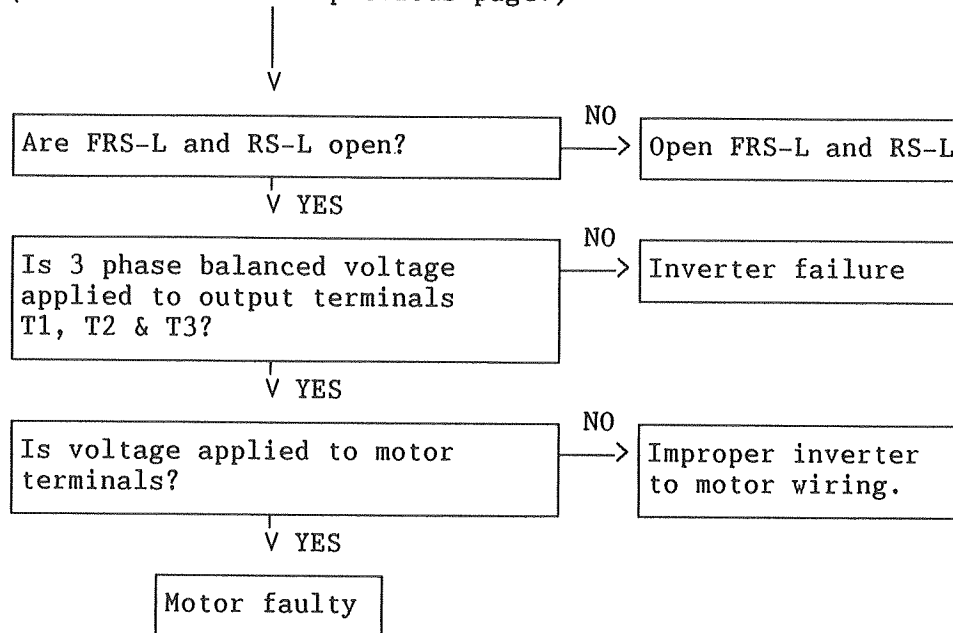 previous page.)
V
Are FRS-L and RS-L open?
NO
>
Open FRS-L and RS-L
V YES
Is 3 phase balanced voltage
applied to output terminals
T1, T2 & T3?
NO
>
Inverter failure
V YES
Is voltage applied to motor
terminals?
NO
>
Improper inverter
to motor wiring.
V YES
Motor faulty